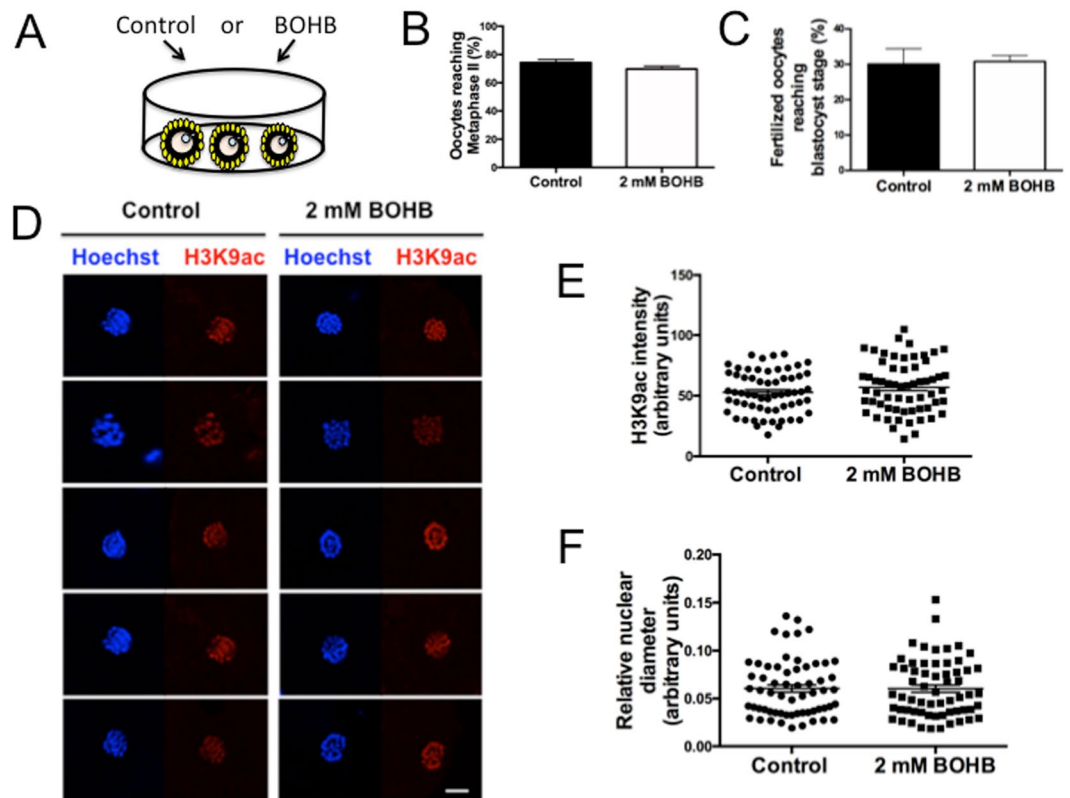 A
Control or BOHB
B
Oocytes reaching
Metaphase II (%)
100
80
60
40
20
0
Control
2 mM BOHB
C
Fertilized oocytes
reaching
blastocyst stage (%)
40
30
20
10
0
Control
2 mM BOHB
D
Control
2 mM BOHB
Hoechst
H3K9ac
Hoechst
H3K9ac
E
H3K9ac intensity
(arbitrary units)
150
100
50
0
Control
2 mM BOHB
F
Relative nuclear
diameter
(arbitrary units)
0.20
0.15
0.10
0.05
0.00
Control
2 mM BOHB